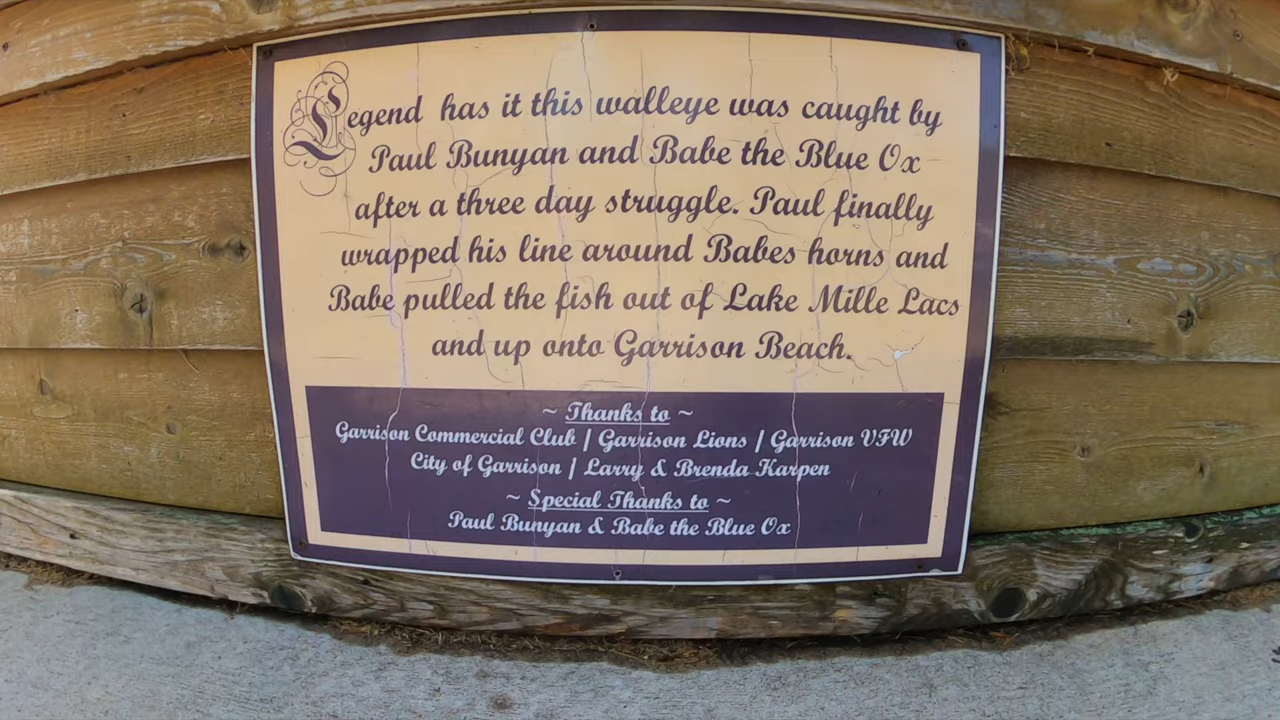 Legend has it this walleye was caught by
Paul Bunyan and Babe the Blue Ox
after a three day struggle. Paul finally
wrapped his line around Babes horns and
Babe pulled the fish out of Lake Mille Lacs
and up onto Garrison Beach.
~ Thanks to ~
Garrison Commercial Club / Garrison Lions / Garrison VFW
City of Garrison / Larry & Brenda Karpen
~ Special Thanks to ~
Paul Bunyan & Babe the Blue Ox